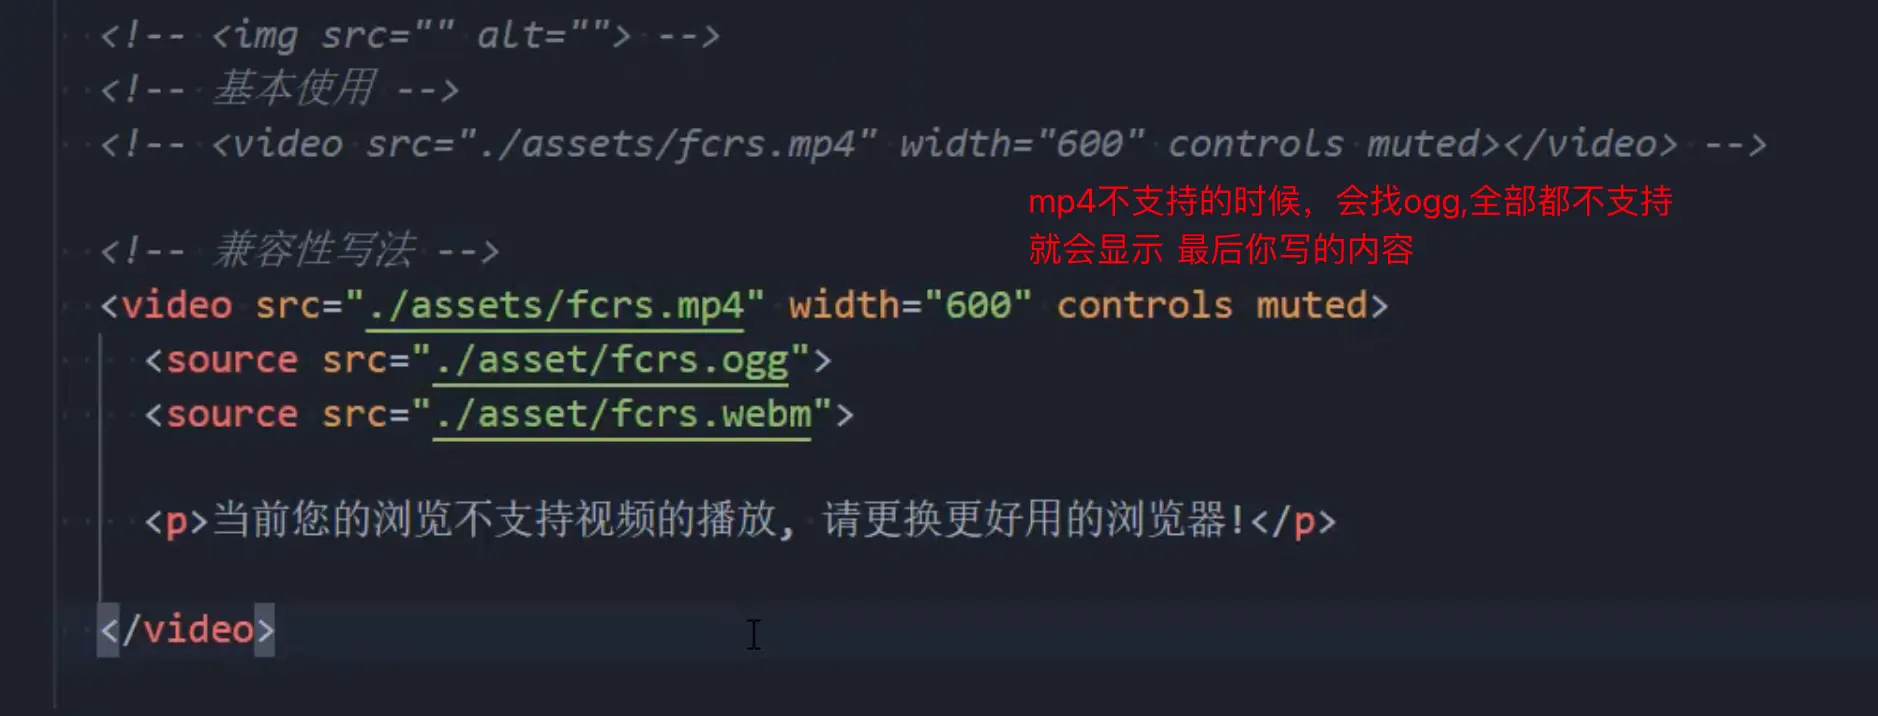 <!-- <img src="" alt=""> -->
<!-- 基本使用 -->
<!-- <video src="./assets/fcrs.mp4" width="600" controls muted></video> -->
mp4不支持的时候，会找ogg,全部都不支持
就会显示 最后你写的内容
<!-- 兼容性写法 -->
<video src="./assets/fcrs.mp4" width="600" controls muted>
<source src="./asset/fcrs.ogg">
<source src="./asset/fcrs.webm">
<p>当前您的浏览不支持视频的播放, 请更换更好用的浏览器!</p>
</video>